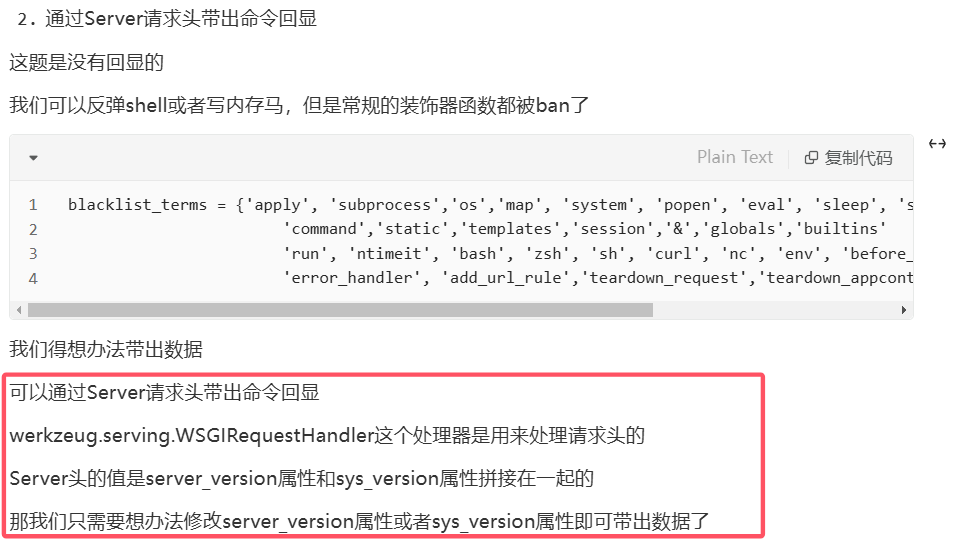 2. 通过Server请求头带出命令回显
这题是没有回显的
我们可以反弹shell或者写内存马，但是常规的装饰器函数都被ban了
Plain Text
复制代码
1 blacklist_terms = {'apply', 'subprocess','os','map', 'system', 'popen', 'eval', 'sleep', 's
2 'command','static','templates','session','&','globals','builtins'
3 'run', 'ntimeit', 'bash', 'zsh', 'sh', 'curl', 'nc', 'env', 'before_
4 'error_handler', 'add_url_rule','teardown_request','teardown_appcont
我们得想办法带出数据
可以通过Server请求头带出命令回显
werkzeug.serving.WSGIRequestHandler这个处理器是用来处理请求头的
Server头的值是server_version属性和sys_version属性拼接在一起的
那我们只需要想办法修改server_version属性或者sys_version属性即可带出数据了